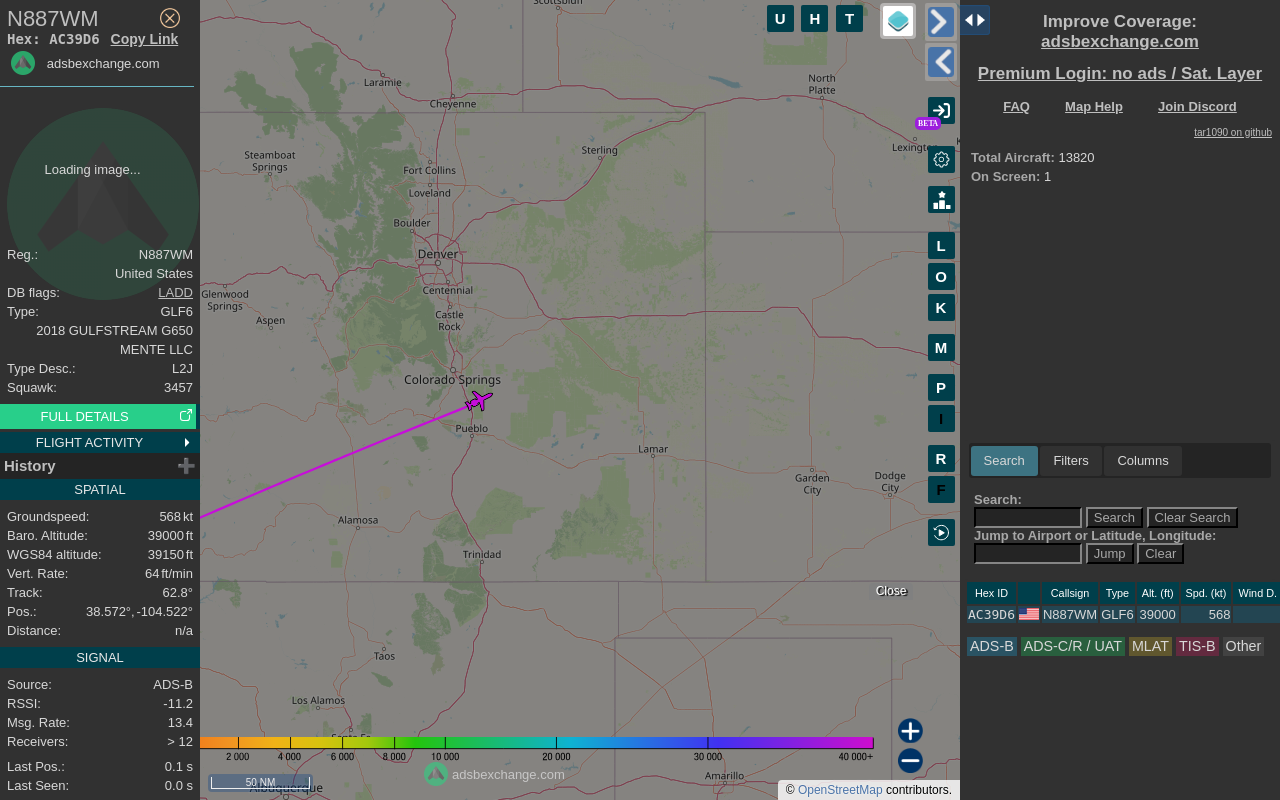 N887WM
Hex: AC39D6 Copy Link
adsbexchange.com
Loading image...
Reg.: N887WM
United States
DB flags: LADD
Type: GLF6
2018 GULFSTREAM G650
MENTE LLC
Type Desc.: L2J
Squawk: 3457
FULL DETAILS
FLIGHT ACTIVITY
History
SPATIAL
Groundspeed: 568 kt
Baro. Altitude: 39000 ft
WGS84 altitude: 39150 ft
Vert. Rate: 64 ft/min
Track: 62.8°
Pos.: 38.572°, -104.522°
Distance: n/a
SIGNAL
Source: ADS-B
RSSI: -11.2
Msg. Rate: 13.4
Receivers: > 12
Last Pos.: 0.1 s
Last Seen: 0.0 s
Scottsbluff
Laramie
Cheyenne
North
Platte
Sterling
Lexington
Steamboat
Springs
Fort Collins
Loveland
Boulder
Denver
Centennial
Glenwood
Springs
Castle
Rock
Aspen
Colorado Springs
Pueblo
Lamar
Garden
City
Dodge
City
Alamosa
Trinidad
Taos
Los Alamos
Santa Fe
Albuquerque
Amarillo
U H T
BETA
L
O
K
M
P
I
R
F
Close
2 000 4 000 6 000 8 000 10 000 20 000 30 000 40 000+
adsbexchange.com
50 NM
© OpenStreetMap contributors.
Improve Coverage:
adsbexchange.com
Premium Login: no ads / Sat. Layer
FAQ Map Help Join Discord
tar1090 on github
Total Aircraft: 13820
On Screen: 1
Search Filters Columns
Search:
Search Clear Search
Jump to Airport or Latitude, Longitude:
Jump Clear
Hex ID Callsign Type Alt. (ft) Spd. (kt) Wind D.
AC39D6 N887WM GLF6 39000 568
ADS-B ADS-C/R / UAT MLAT TIS-B Other